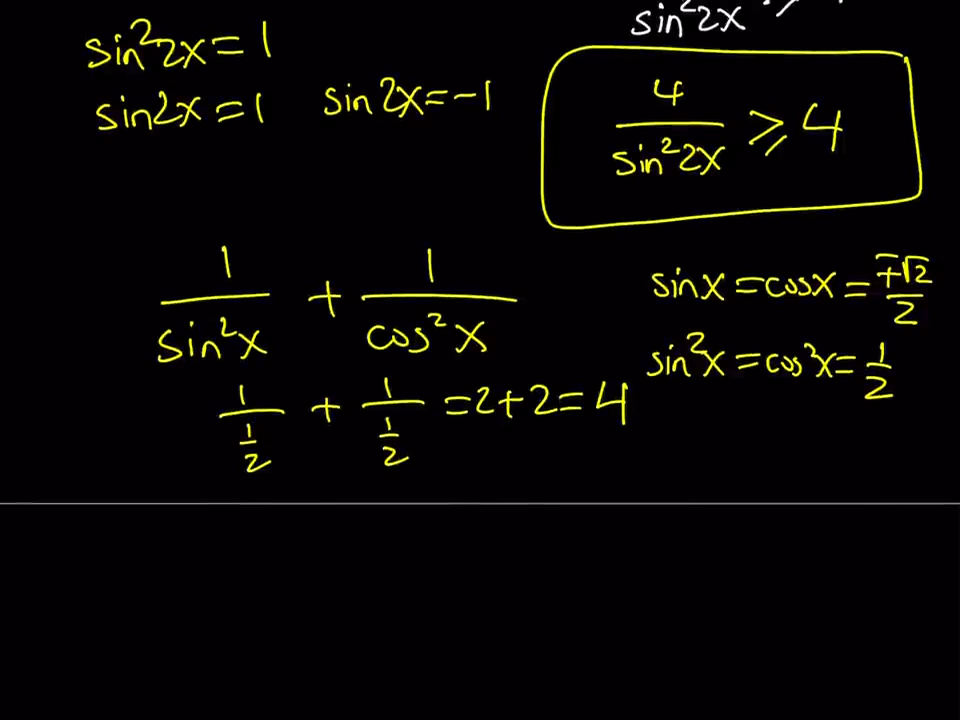 sin²2x = 1
sin2x = 1    sin2x = -1
sin²2x
4/sin²2x ≥ 4
1/sin²x + 1/cos²x
1/(1/2) + 1/(1/2) = 2+2 = 4
sinx = cosx = ∓√2/2
sin²x = cos²x = 1/2